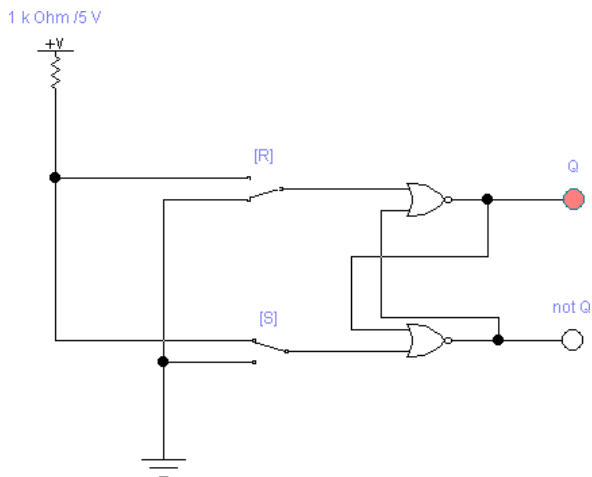 1 k Ohm /5 V
+V
[R]
Q
[S]
not Q